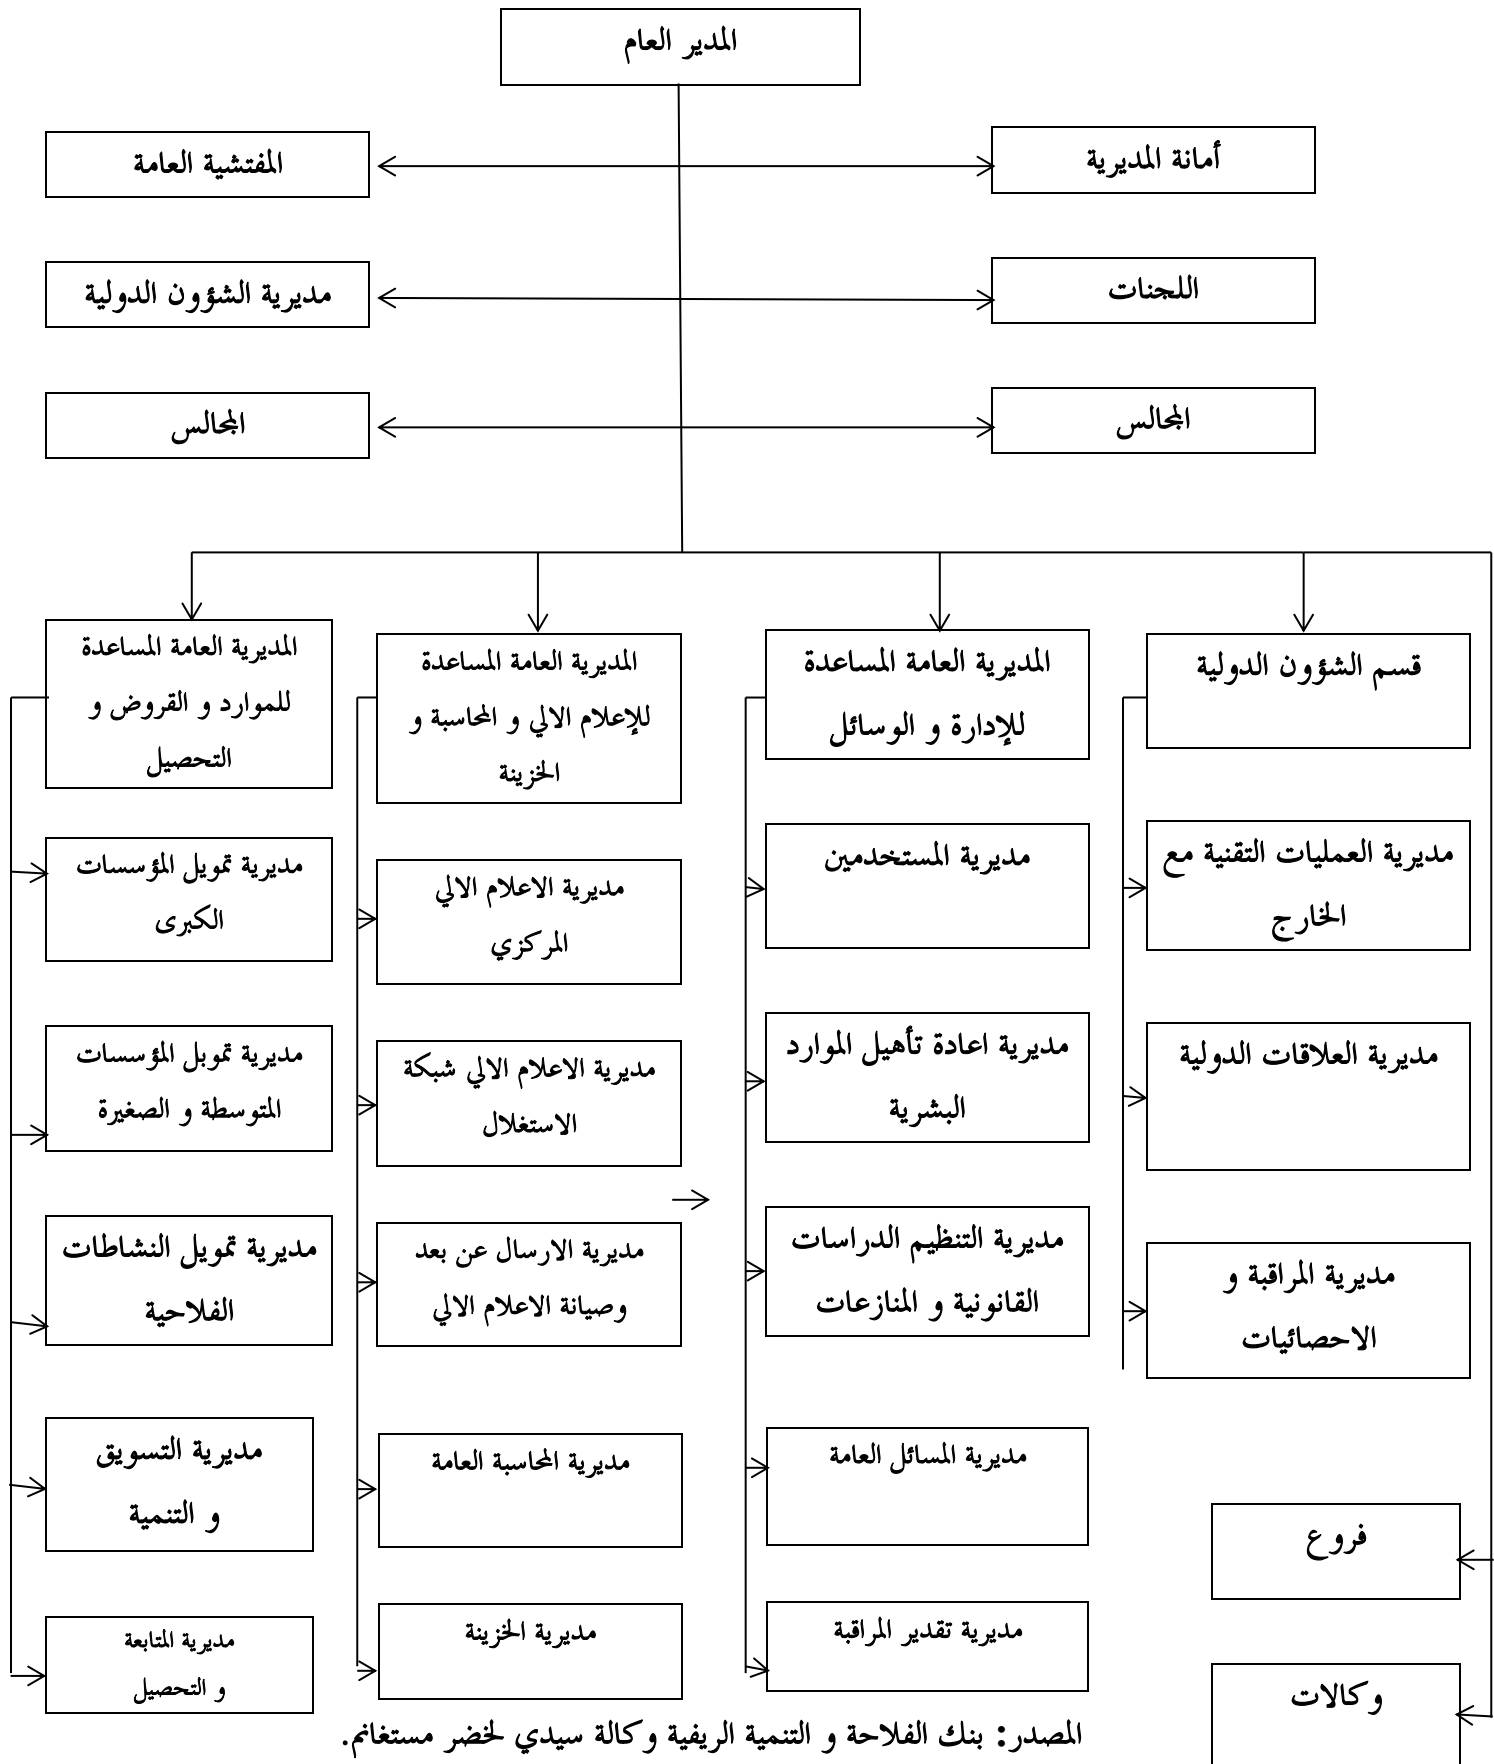 المدير العام
أمانة المديرية
المفتشية العامة
اللجنات
مديرية الشؤون الدولية
المجالس
المجالس
قسم الشؤون الدولية
مديرية العمليات التقنية مع
الخارج
مديرية العلاقات الدولية
مديرية المراقبة و
الاحصائيات
فروع
وكالات
المديرية العامة المساعدة
للإدارة و الوسائل
مديرية المستخدمين
مديرية اعادة تأهيل الموارد
البشرية
مديرية التنظيم الدراسات
القانونية و المنازعات
مديرية المسائل العامة
مديرية تقدير المراقبة
المديرية العامة المساعدة
للإعلام الالي و المحاسبة و
الخزينة
مديرية الاعلام الالي
المركزي
مديرية الاعلام الالي شبكة
الاستغلال
مديرية الارسال عن بعد
وصيانة الاعلام الالي
مديرية المحاسبة العامة
مديرية الخزينة
المديرية العامة المساعدة
للموارد و القروض و
التحصيل
مديرية تمويل المؤسسات
الكبرى
مديرية تموبل المؤسسات
المتوسطة و الصغيرة
مديرية تمويل النشاطات
الفلاحية
مديرية التسويق
و التنمية
مديرية المتابعة
و التحصيل
المصدر: بنك الفلاحة و التنمية الريفية وكالة سيدي لخضر مستغانم.